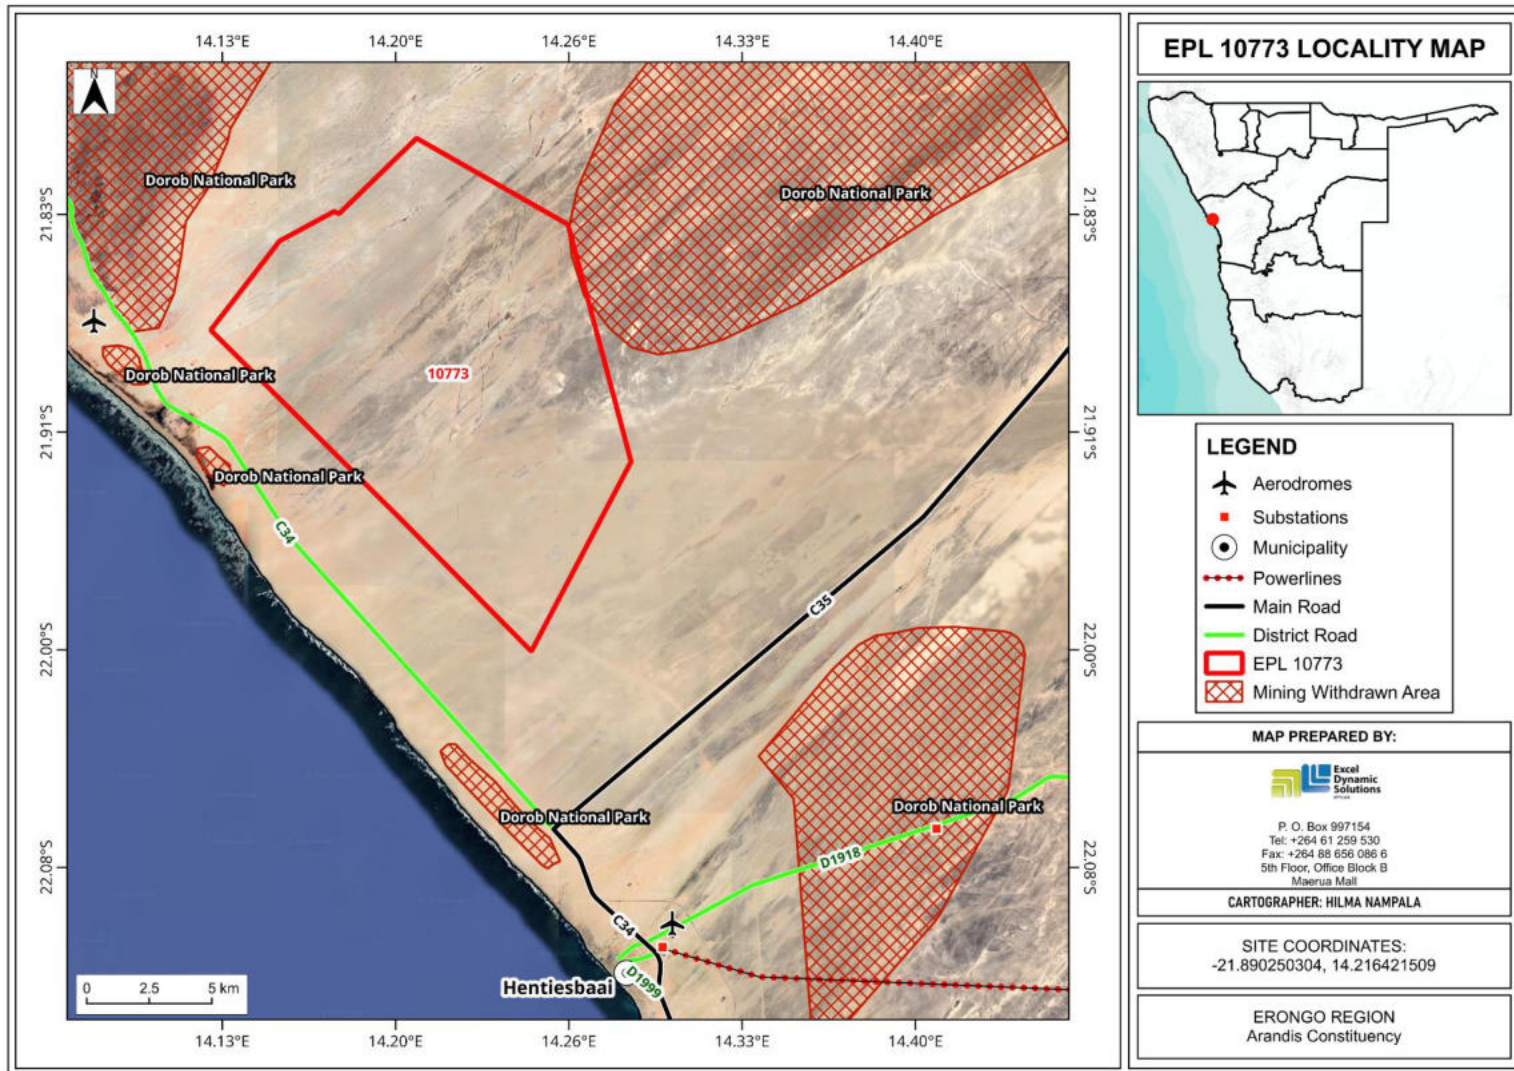 14.13°E 14.20°E 14.26°E 14.33°E 14.40°E
N
Dorob National Park
Dorob National Park
21.83°S
21.83°S
10773
Dorob National Park
21.91°S
21.91°S
Dorob National Park
C34
C35
22.00°S
22.00°S
Dorob National Park
Dorob National Park
22.08°S
22.08°S
D1918
C34
D1999
Hentiesbaai
0 2.5 5 km
14.13°E 14.20°E 14.26°E 14.33°E 14.40°E
EPL 10773 LOCALITY MAP
LEGEND
Aerodromes
Substations
Municipality
Powerlines
Main Road
District Road
EPL 10773
Mining Withdrawn Area
MAP PREPARED BY:
Excel
Dynamic
Solutions
P. O. Box 997154
Tel: +264 61 259 530
Fax: +264 88 656 086 6
5th Floor, Office Block B
Maerua Mall
CARTOGRAPHER: HILMA NAMPALA
SITE COORDINATES:
-21.890250304, 14.216421509
ERONGO REGION
Arandis Constituency